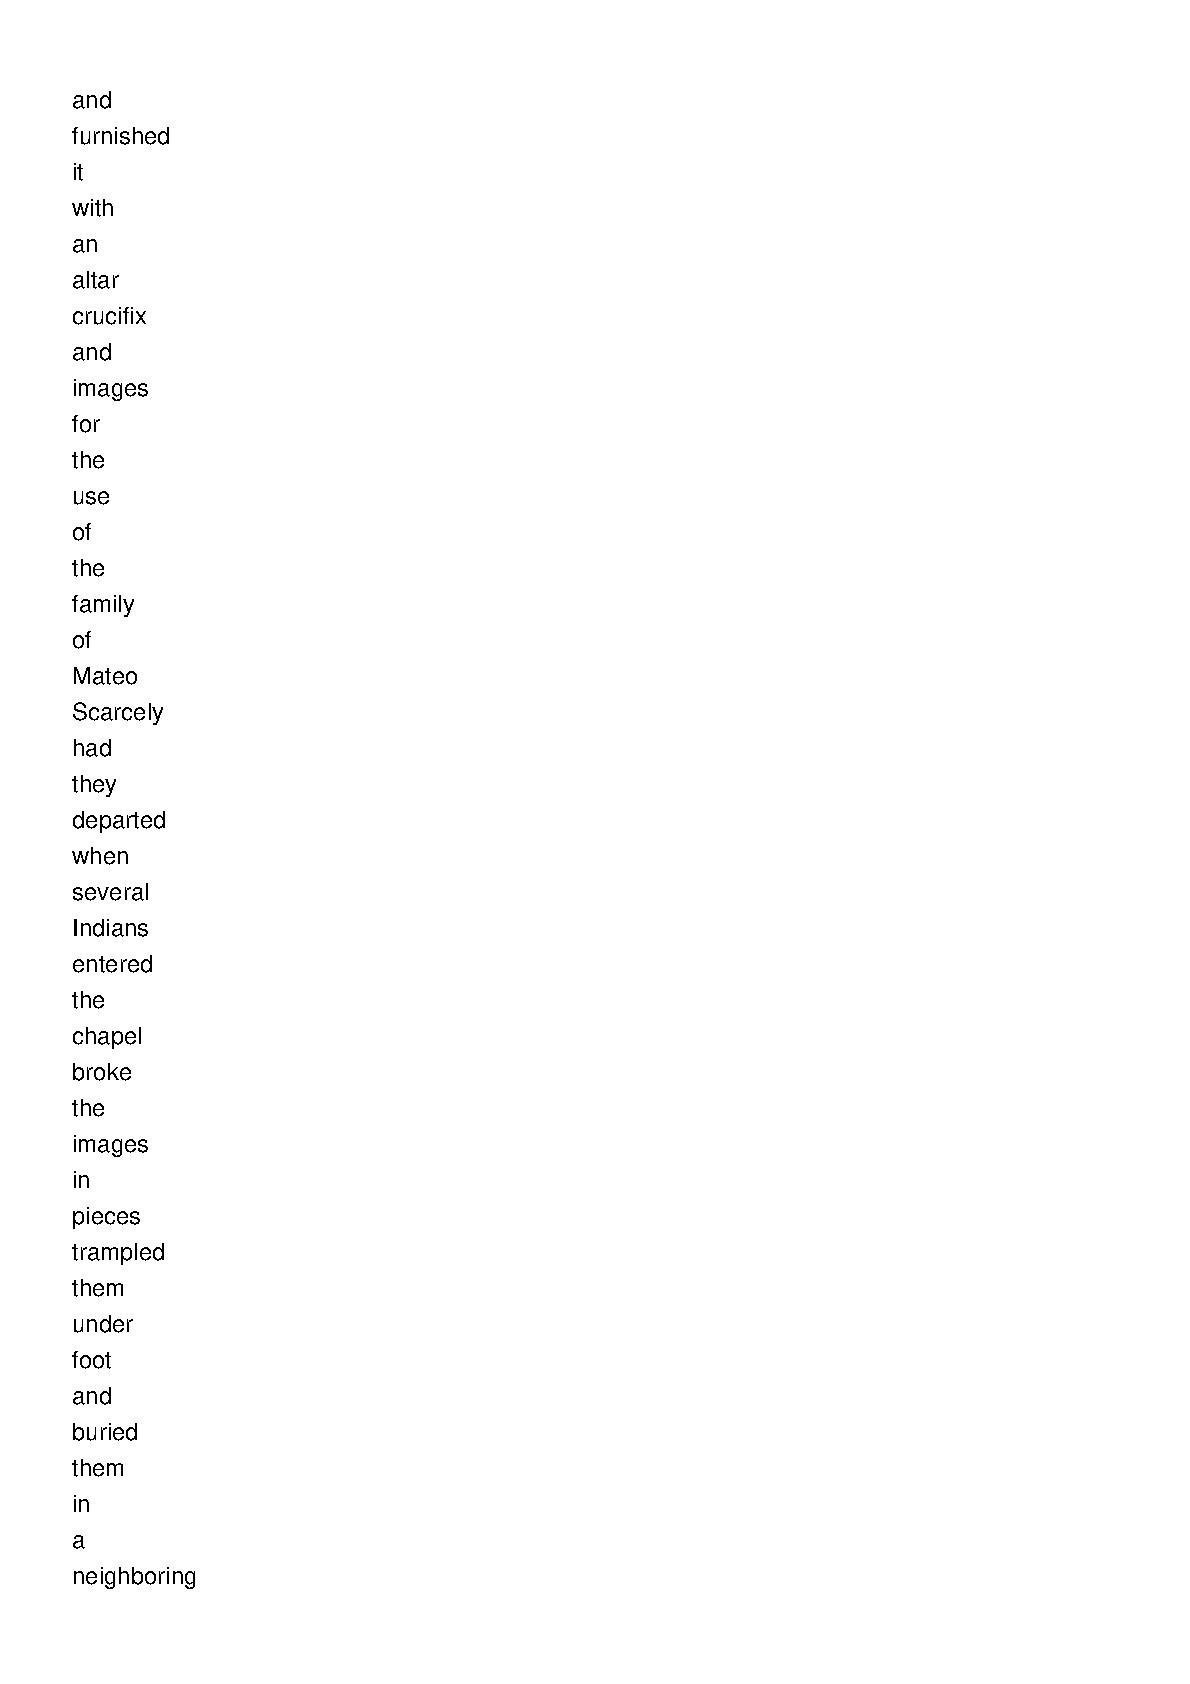 and
furnished
it
with
an
altar
crucifix
and
images
for
the
use
of
the
family
of
Mateo
Scarcely
had
they
departed
when
several
Indians
entered
the
chapel
broke
the
images
in
pieces
trampled
them
under
foot
and
buried
them
in
a
neighboring